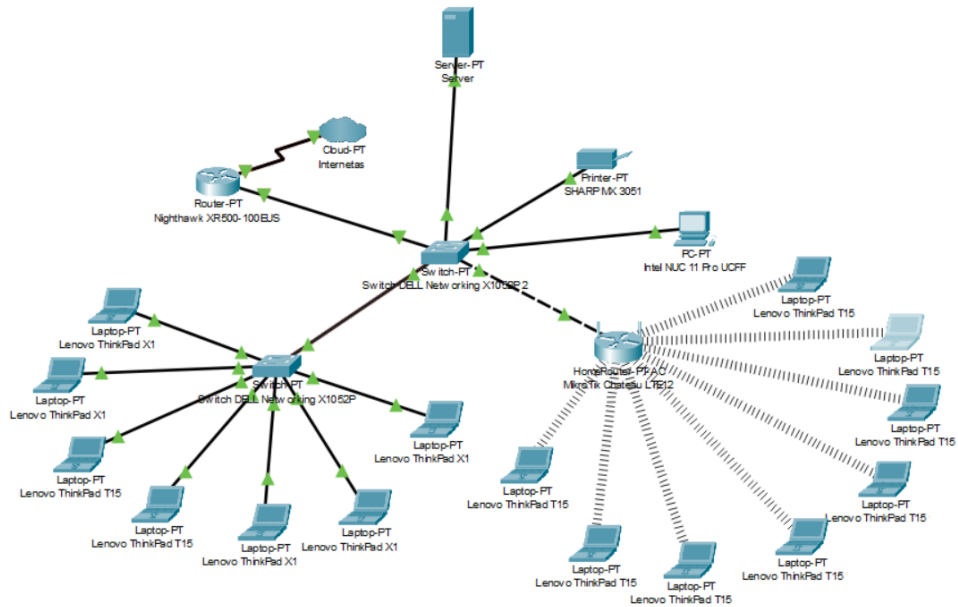 Server-PT
Server
Cloud-PT
Internetas
Router-PT
Nighthawk XR500-100EUS
Printer-PT
SHARP MX 3051
PC-PT
Intel NUC 11 Pro UCFF
Switch-PT
Switch DELL Networking X1052P 2
Laptop-PT
Lenovo ThinkPad T15
Laptop-PT
Lenovo ThinkPad X1
Laptop-PT
Lenovo ThinkPad T15
HomeRouter-PT-AC
MikroTik Chateau LTE12
Laptop-PT
Lenovo ThinkPad X1
Switch-PT
Switch DELL Networking X1052P
Laptop-PT
Lenovo ThinkPad T15
Laptop-PT
Lenovo ThinkPad X1
Laptop-PT
Lenovo ThinkPad T15
Laptop-PT
Lenovo ThinkPad T15
Laptop-PT
Lenovo ThinkPad T15
Laptop-PT
Lenovo ThinkPad T15
Laptop-PT
Lenovo ThinkPad X1
Laptop-PT
Lenovo ThinkPad X1
Laptop-PT
Lenovo ThinkPad T15
Laptop-PT
Lenovo ThinkPad T15
Laptop-PT
Lenovo ThinkPad T15